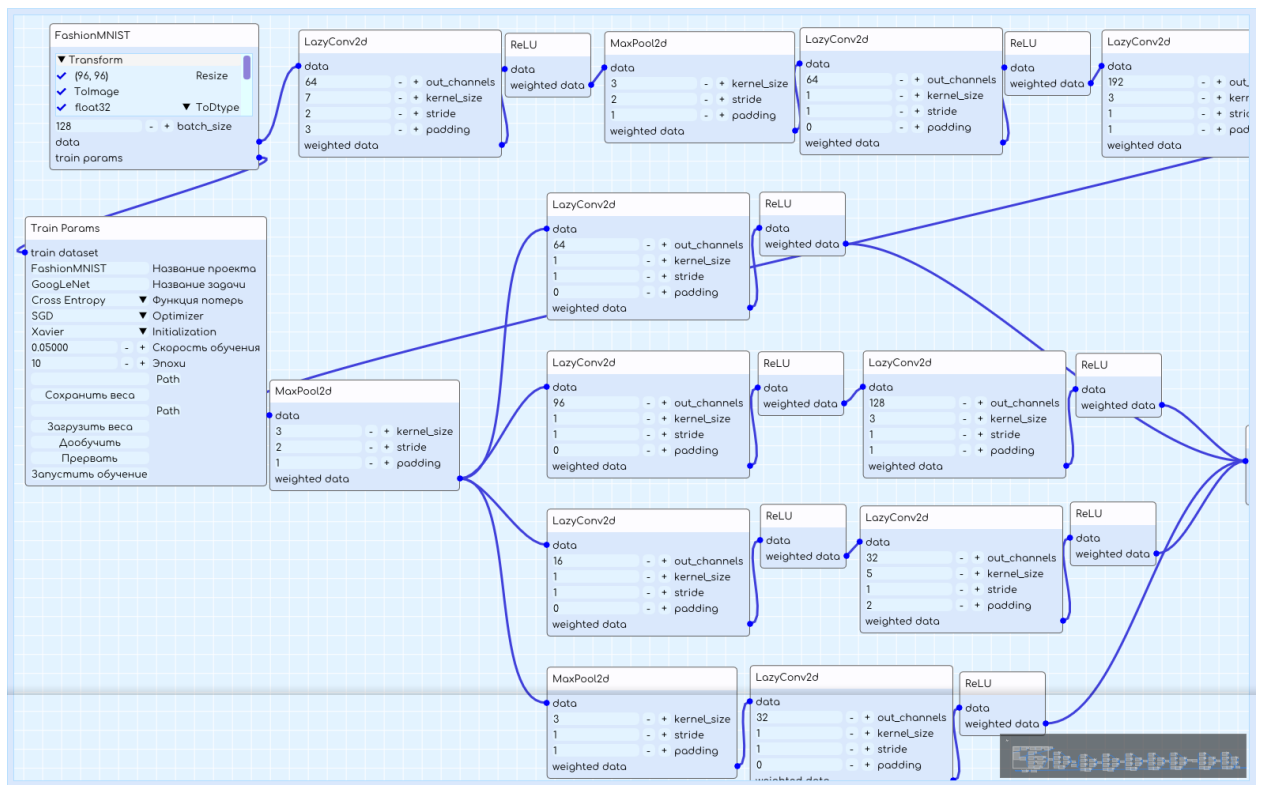 FashionMNIST
▼ Transform
(96, 96) Resize
ToImage
float32 ▼ ToDtype
128 - + batch_size
data
train params
LazyConv2d
data
64 - + out_channels
7 - + kernel_size
2 - + stride
3 - + padding
weighted data
ReLU
data
weighted data
MaxPool2d
data
3 - + kernel_size
2 - + stride
1 - + padding
weighted data
LazyConv2d
data
64 - + out_channels
1 - + kernel_size
1 - + stride
0 - + padding
weighted data
ReLU
data
weighted data
LazyConv2d
data
192 - + out_
3 - + kerr
1 - + stric
1 - + pad
weighted data
Train Params
train dataset
FashionMNIST Название проекта
GoogLeNet Название задачи
Cross Entropy ▼ Функция потерь
SGD ▼ Optimizer
Xavier ▼ Initialization
0.05000 - + Скорость обучения
10 - + Эпохи
Path
Сохранить веса
Path
Загрузить веса
Дообучить
Прервать
Запустить обучение
MaxPool2d
data
3 - + kernel_size
2 - + stride
1 - + padding
weighted data
LazyConv2d
data
64 - + out_channels
1 - + kernel_size
1 - + stride
0 - + padding
weighted data
ReLU
data
weighted data
LazyConv2d
data
96 - + out_channels
1 - + kernel_size
1 - + stride
0 - + padding
weighted data
ReLU
data
weighted data
LazyConv2d
data
128 - + out_channels
3 - + kernel_size
1 - + stride
1 - + padding
weighted data
ReLU
data
weighted data
LazyConv2d
data
16 - + out_channels
1 - + kernel_size
1 - + stride
0 - + padding
weighted data
ReLU
data
weighted data
LazyConv2d
data
32 - + out_channels
5 - + kernel_size
1 - + stride
2 - + padding
weighted data
ReLU
data
weighted data
MaxPool2d
data
3 - + kernel_size
1 - + stride
1 - + padding
weighted data
LazyConv2d
data
32 - + out_channels
1 - + kernel_size
1 - + stride
0 - + padding
weighted data
ReLU
data
weighted data